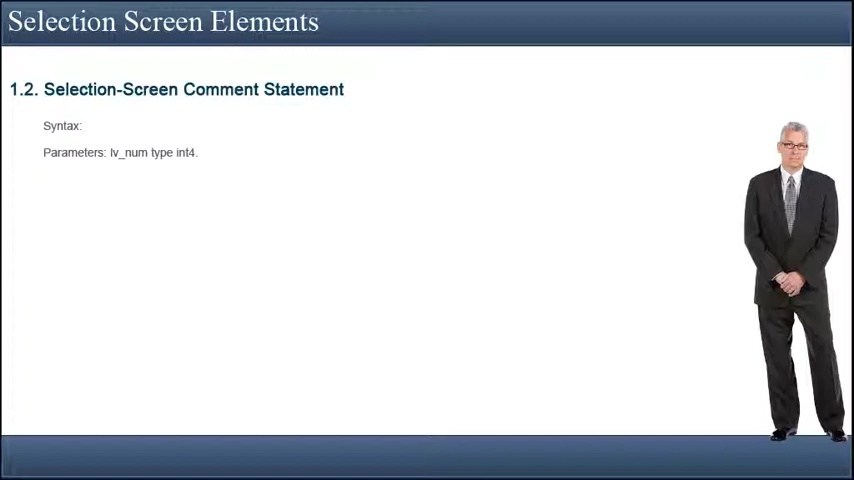 Selection Screen Elements
1.2. Selection-Screen Comment Statement
Syntax:
Parameters: lv_num type int4.